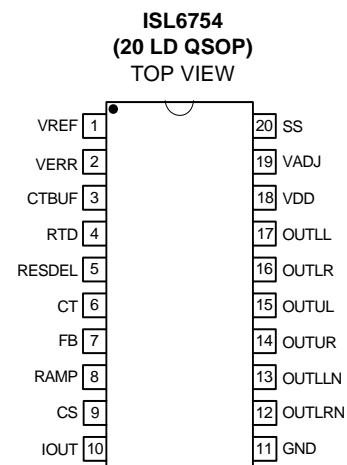 ISL6754
(20 LD QSOP)
TOP VIEW
VREF 1
VERR 2
CTBUF 3
RTD 4
RESDEL 5
CT 6
FB 7
RAMP 8
CS 9
IOUT 10
20 SS
19 VADJ
18 VDD
17 OUTLL
16 OUTLR
15 OUTUL
14 OUTUR
13 OUTLLN
12 OUTLRN
11 GND